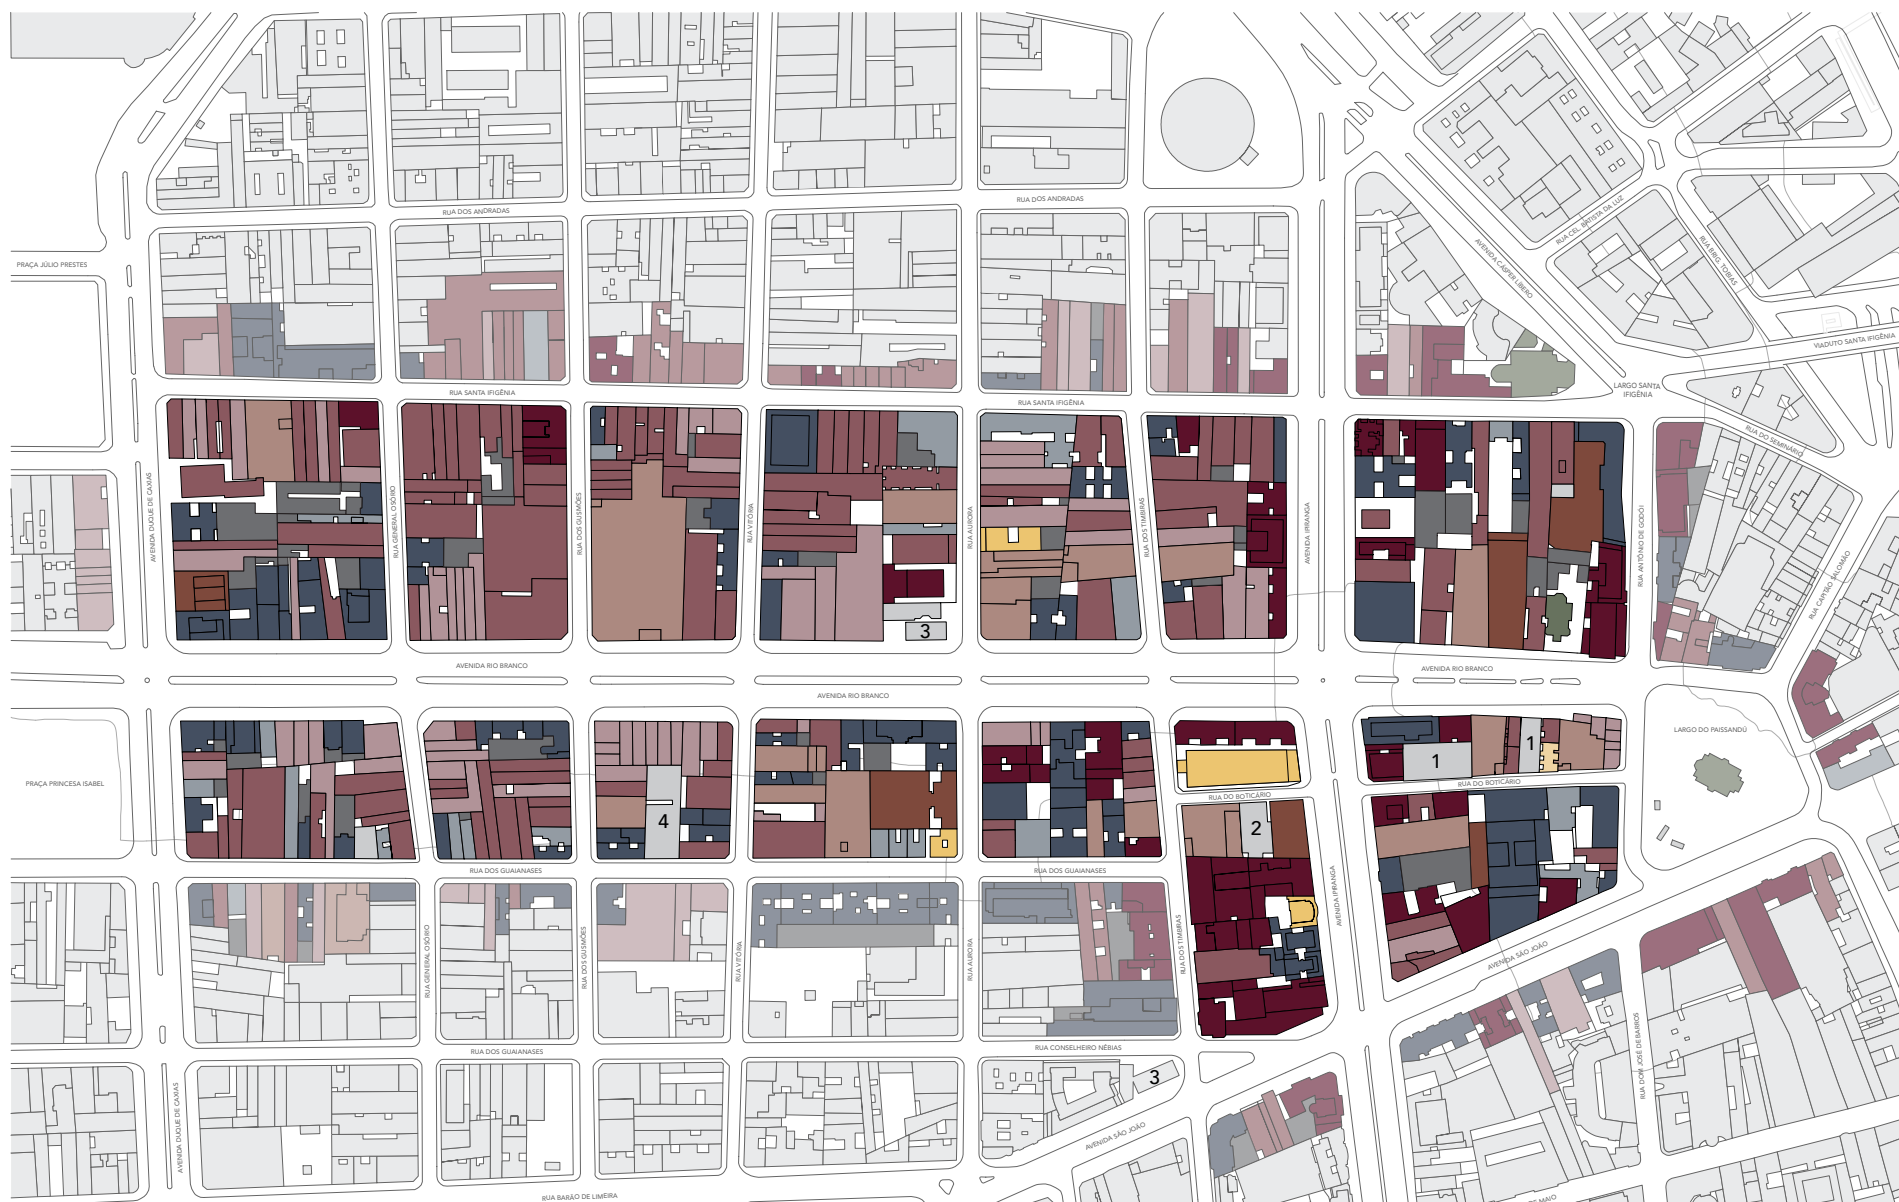 RUA DOS ANDRADAS
RUA DOS ANDRADAS
RUA CEL. BATISTA DA LUZ
RUA BRIG. TOBIAS
AVENIDA CÁSPER LÍBERO
PRAÇA JÚLIO PRESTES
VIADUTO SANTA IFIGÊNIA
RUA SANTA IFIGÊNIA
RUA SANTA IFIGÊNIA
LARGO SANTA
IFIGÊNIA
RUA DO SEMINÁRIO
AVENIDA DUQUE DE CAXIAS
RUA GENERAL OSÓRIO
RUA DOS GUSMÕES
RUA VITÓRIA
RUA AURORA
RUA DOS TIMBIRAS
AVENIDA IPIRANGA
RUA ANTÔNIO DE GODÓI
RUA CAPITÃO SALOMÃO
3
AVENIDA RIO BRANCO
AVENIDA RIO BRANCO
AVENIDA RIO BRANCO
LARGO DO PAISSANDÚ
1
1
PRAÇA PRINCESA ISABEL
RUA DO BOTICÁRIO
RUA DO BOTICÁRIO
4
2
RUA DOS GUAIANASES
RUA DOS GUAIANASES
AVENIDA IPIRANGA
RUA GENERAL OSÓRIO
RUA DOS GUSMÕES
RUA VITÓRIA
RUA AURORA
RUA DOS TIMBIRAS
AVENIDA SÃO JOÃO
RUA DOM JOSÉ DE BARROS
RUA DOS GUAIANASES
RUA CONSELHEIRO NÉBIAS
3
AVENIDA DUQUE DE CAXIAS
AVENIDA SÃO JOÃO
RUA BARÃO DE LIMEIRA
DE MAIO